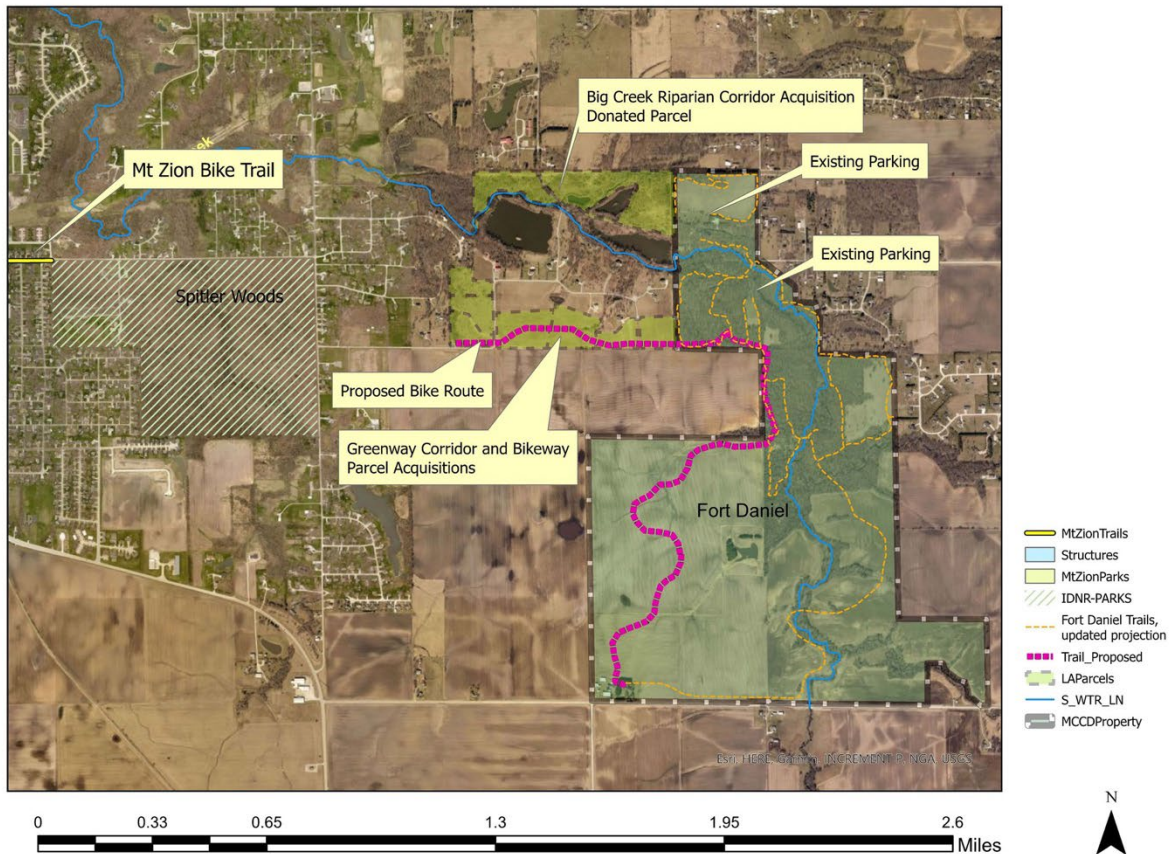 Big Creek Riparian Corridor Acquisition
Donated Parcel
Existing Parking
Mt Zion Bike Trail
Existing Parking
Spitler Woods
Proposed Bike Route
Greenway Corridor and Bikeway
Parcel Acquisitions
Fort Daniel
MtZionTrails
Structures
MtZionParks
IDNR-PARKS
Fort Daniel Trails,
updated projection
Trail_Proposed
LAParcels
S_WTR_LN
MCCDProperty
Esri, HERE, Garmin, INCREMENT P, NGA, USGS
N
0 0.33 0.65 1.3 1.95 2.6
Miles